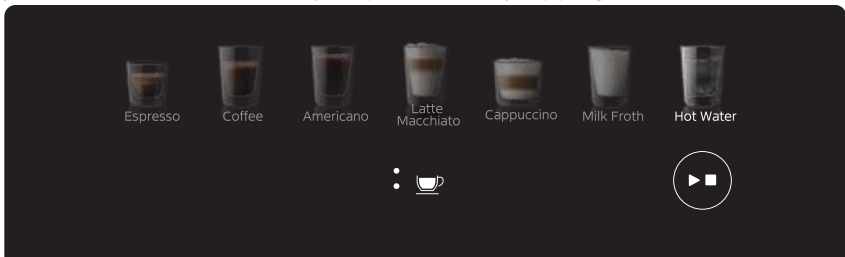 Espresso
Coffee
Americano
Latte
Macchiato
Cappuccino
Milk Froth
Hot Water